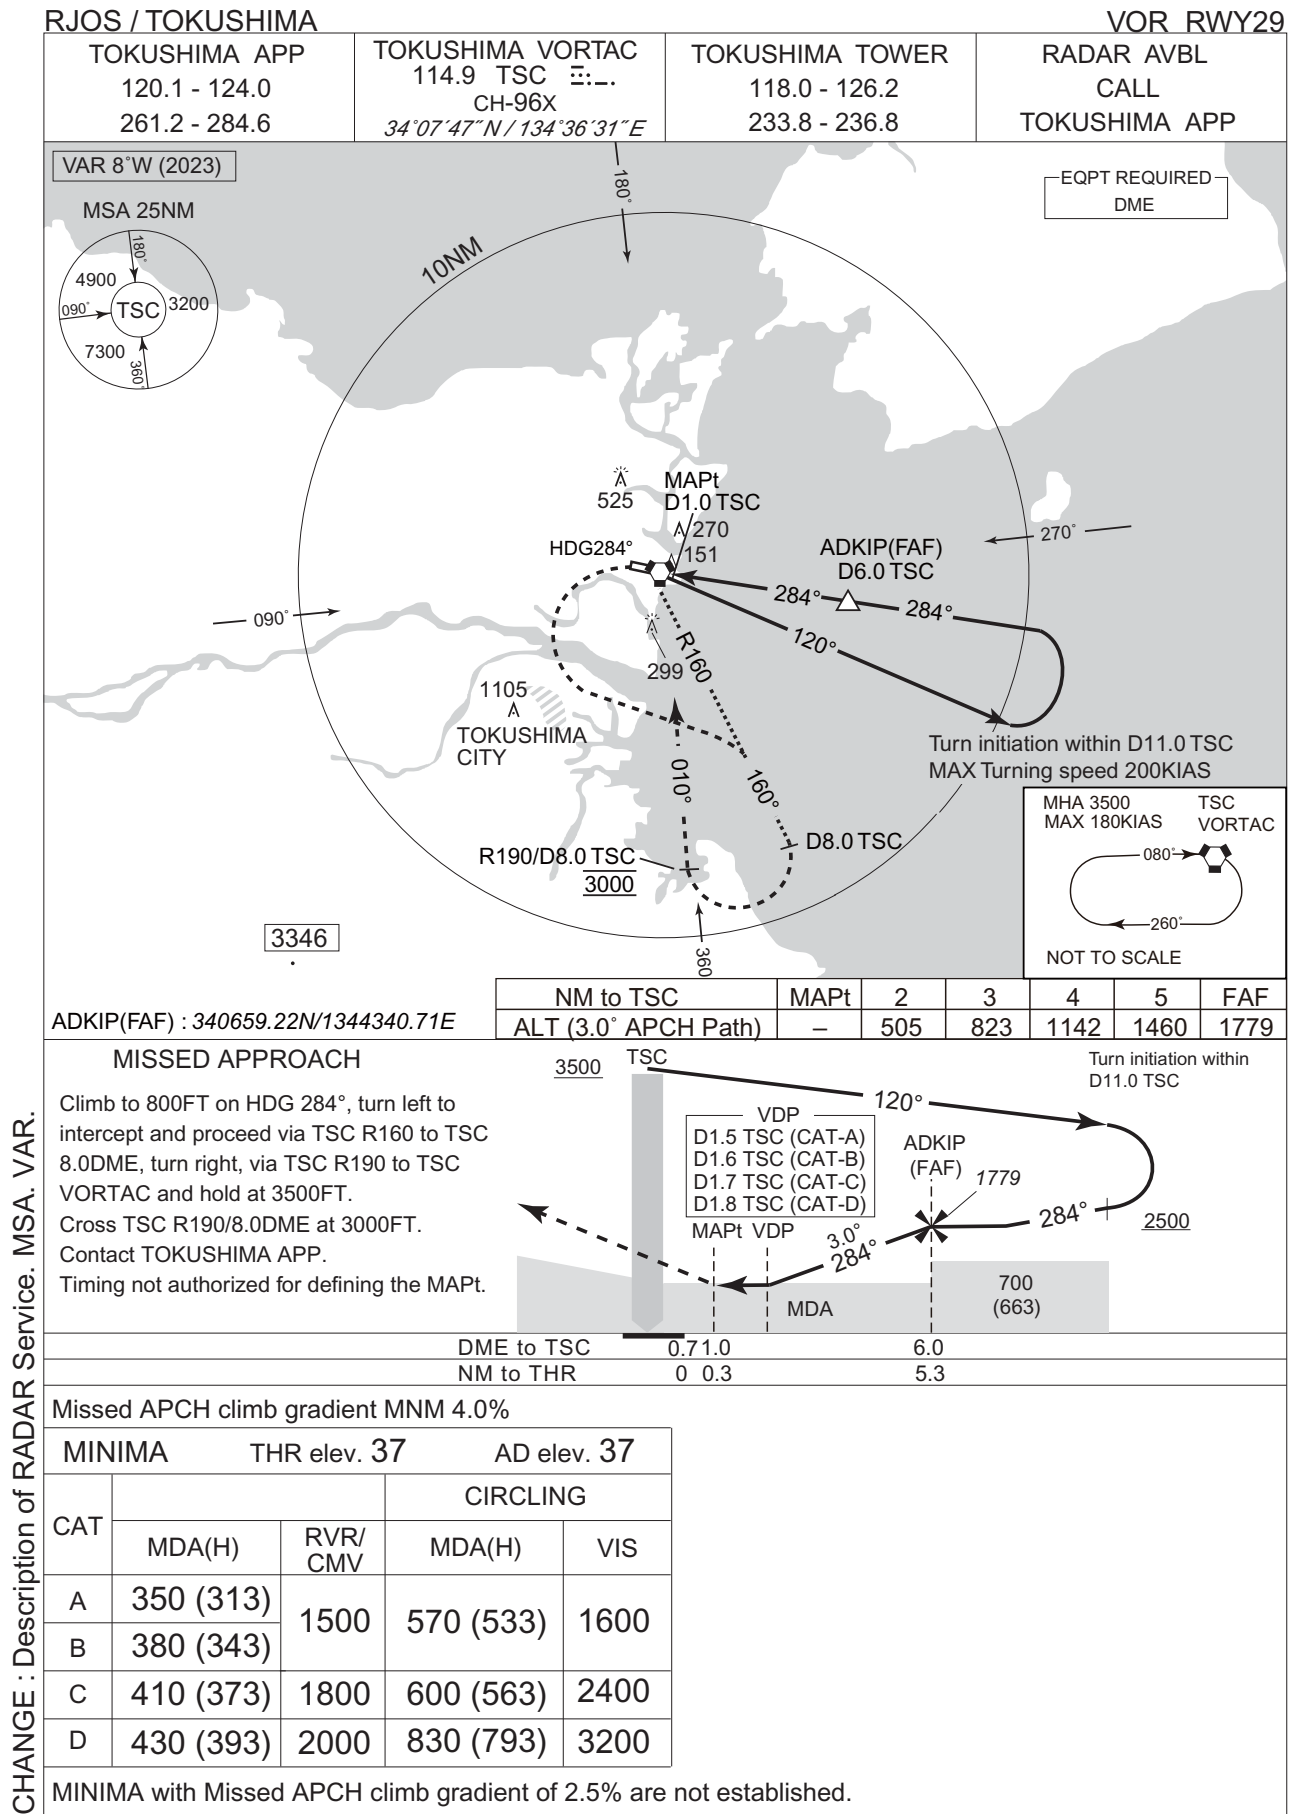 RJOS / TOKUSHIMA
VOR RWY29
TOKUSHIMA APP
120.1 - 124.0
261.2 - 284.6
TOKUSHIMA VORTAC
114.9 TSC
CH-96X
34°07′47″N / 134°36′31″E
TOKUSHIMA TOWER
118.0 - 126.2
233.8 - 236.8
RADAR AVBL
CALL
TOKUSHIMA APP
VAR 8°W (2023)
MSA 25NM
180°
4900
090°
TSC
3200
7300
360°
10NM
180°
EQPT REQUIRED
DME
525
MAPt
D1.0 TSC
270
151
HDG284°
ADKIP(FAF)
D6.0 TSC
270°
284°
284°
120°
090°
R160
299
1105
TOKUSHIMA
CITY
010°
160°
Turn initiation within D11.0 TSC
MAX Turning speed 200KIAS
R190/D8.0 TSC
3000
D8.0 TSC
360
MHA 3500
MAX 180KIAS
TSC
VORTAC
080°
260°
NOT TO SCALE
3346
ADKIP(FAF) : 340659.22N/1344340.71E
NM to TSC MAPt 2 3 4 5 FAF
ALT (3.0° APCH Path) – 505 823 1142 1460 1779
MISSED APPROACH
Climb to 800FT on HDG 284°, turn left to
intercept and proceed via TSC R160 to TSC
8.0DME, turn right, via TSC R190 to TSC
VORTAC and hold at 3500FT.
Cross TSC R190/8.0DME at 3000FT.
Contact TOKUSHIMA APP.
Timing not authorized for defining the MAPt.
3500
TSC
Turn initiation within
D11.0 TSC
120°
VDP
D1.5 TSC (CAT-A)
D1.6 TSC (CAT-B)
D1.7 TSC (CAT-C)
D1.8 TSC (CAT-D)
ADKIP
(FAF)
1779
MAPt VDP
3.0°
284°
284°
2500
MDA
700
(663)
DME to TSC 0.7 1.0 6.0
NM to THR 0 0.3 5.3
Missed APCH climb gradient MNM 4.0%
MINIMA THR elev. 37 AD elev. 37
CAT
CIRCLING
MDA(H)
RVR/
CMV
MDA(H)
VIS
A 350 (313) 1500 570 (533) 1600
B 380 (343)
C 410 (373) 1800 600 (563) 2400
D 430 (393) 2000 830 (793) 3200
MINIMA with Missed APCH climb gradient of 2.5% are not established.
CHANGE : Description of RADAR Service. MSA. VAR.